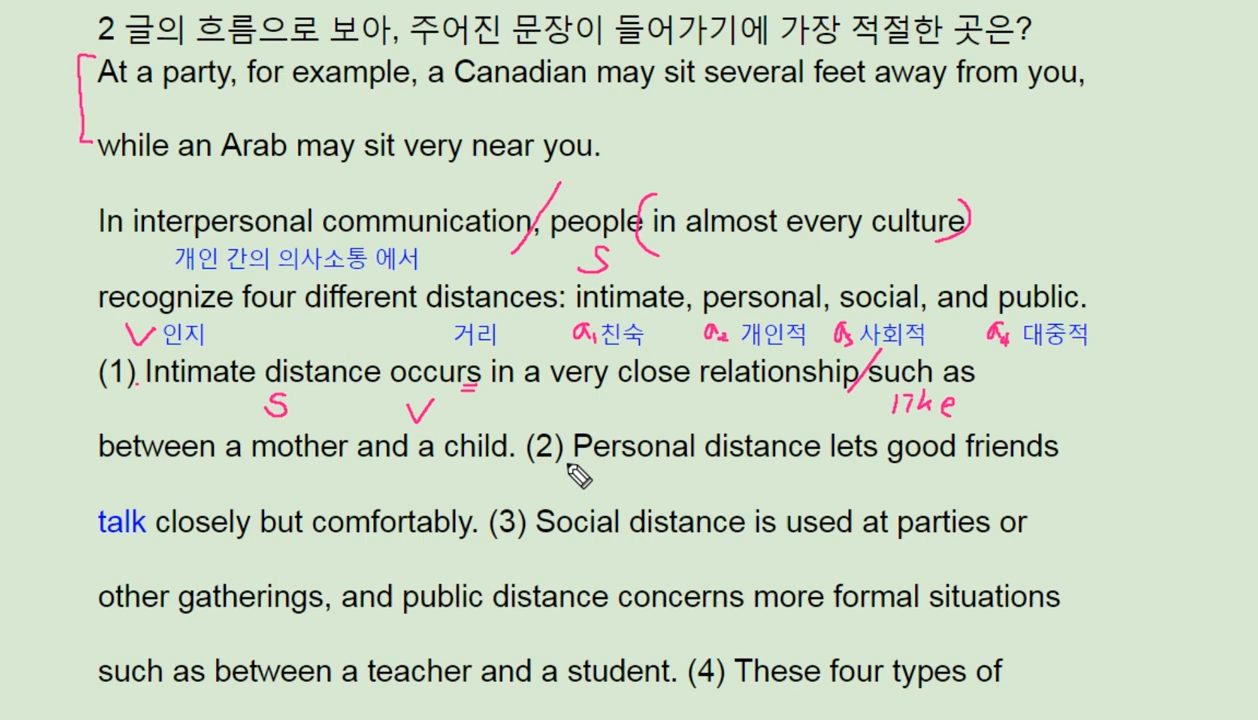 2 글의 흐름으로 보아, 주어진 문장이 들어가기에 가장 적절한 곳은?
At a party, for example, a Canadian may sit several feet away from you,
while an Arab may sit very near you.
In interpersonal communication, people in almost every culture
개인 간의 의사소통 에서 S
recognize four different distances: intimate, personal, social, and public.
V 인지 거리 a1 친숙 a2 개인적 a3 사회적 a4 대중적
(1) Intimate distance occurs in a very close relationship such as
S V like
between a mother and a child. (2) Personal distance lets good friends
talk closely but comfortably. (3) Social distance is used at parties or
other gatherings, and public distance concerns more formal situations
such as between a teacher and a student. (4) These four types of